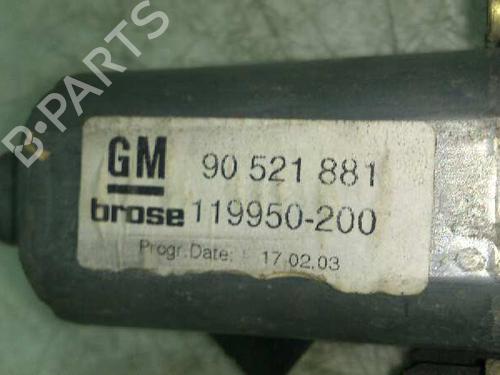 B-PARTS
GM 90 521 881
brose 119950-200
Progr.Date: 17.02.03